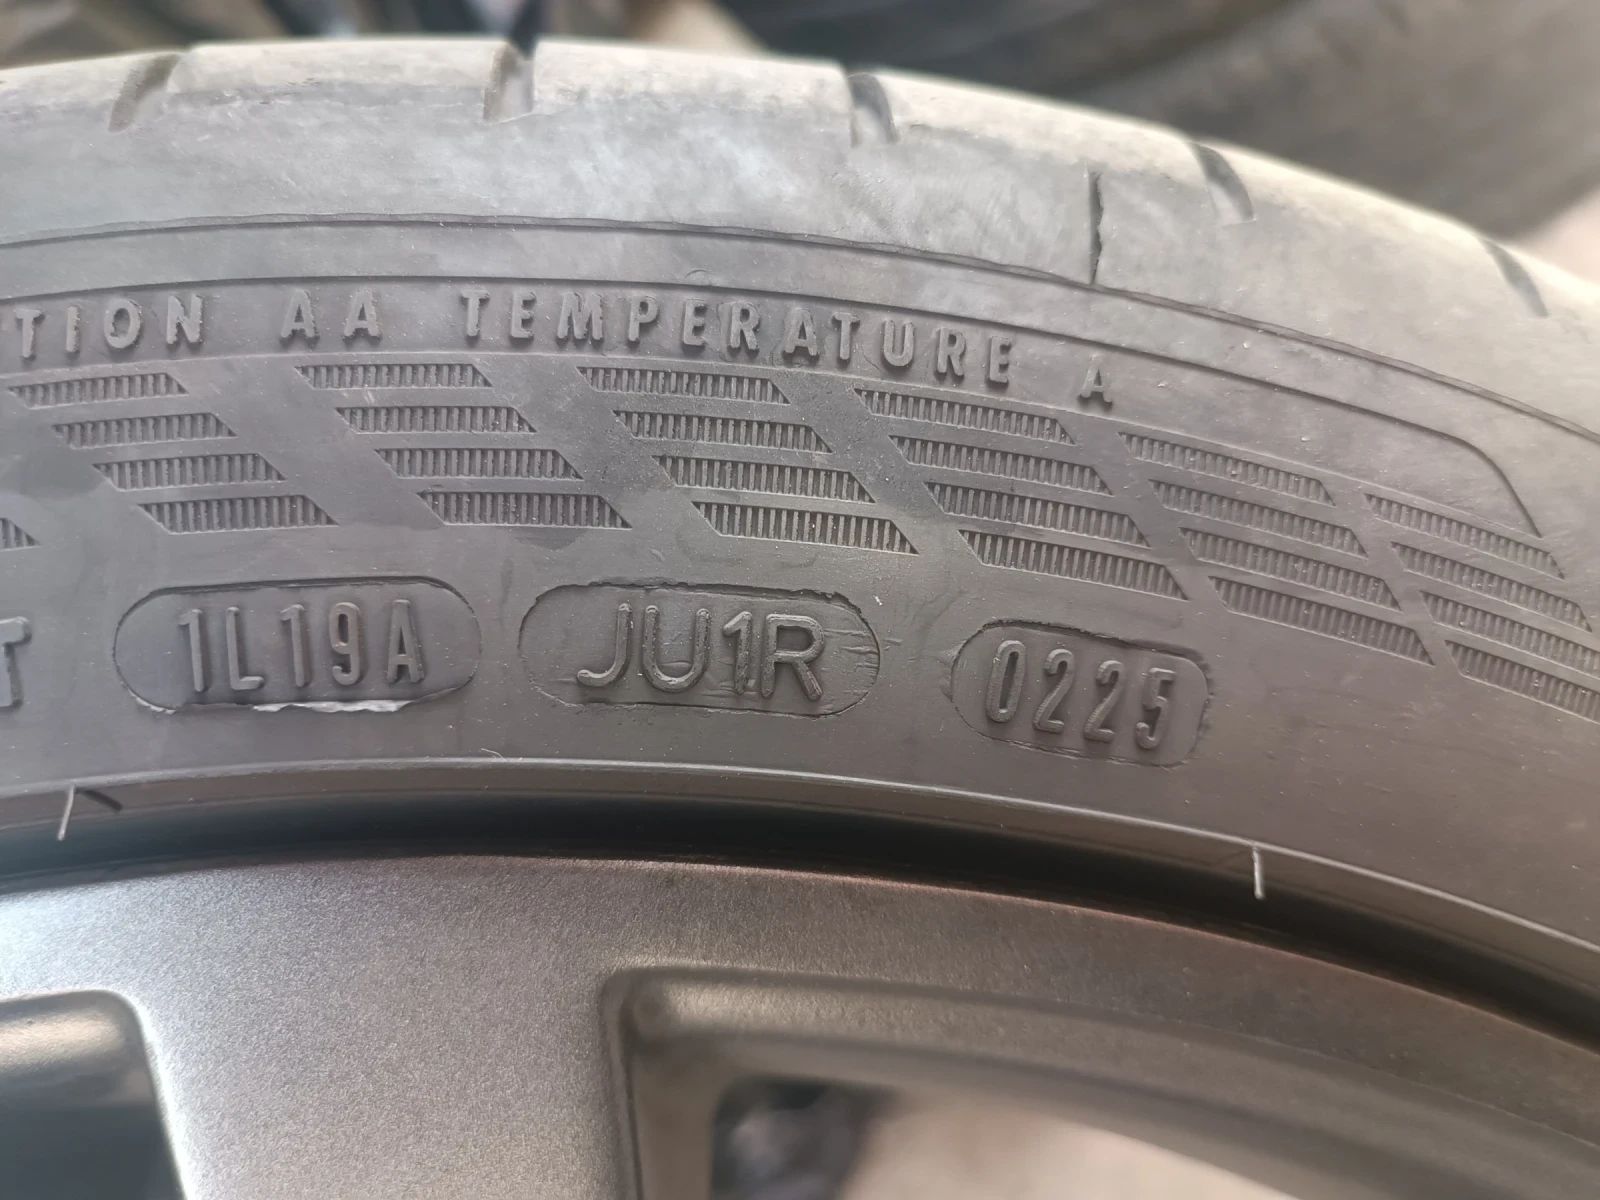 TION AA TEMPERATURE A
T 1L19A JU1R 0225